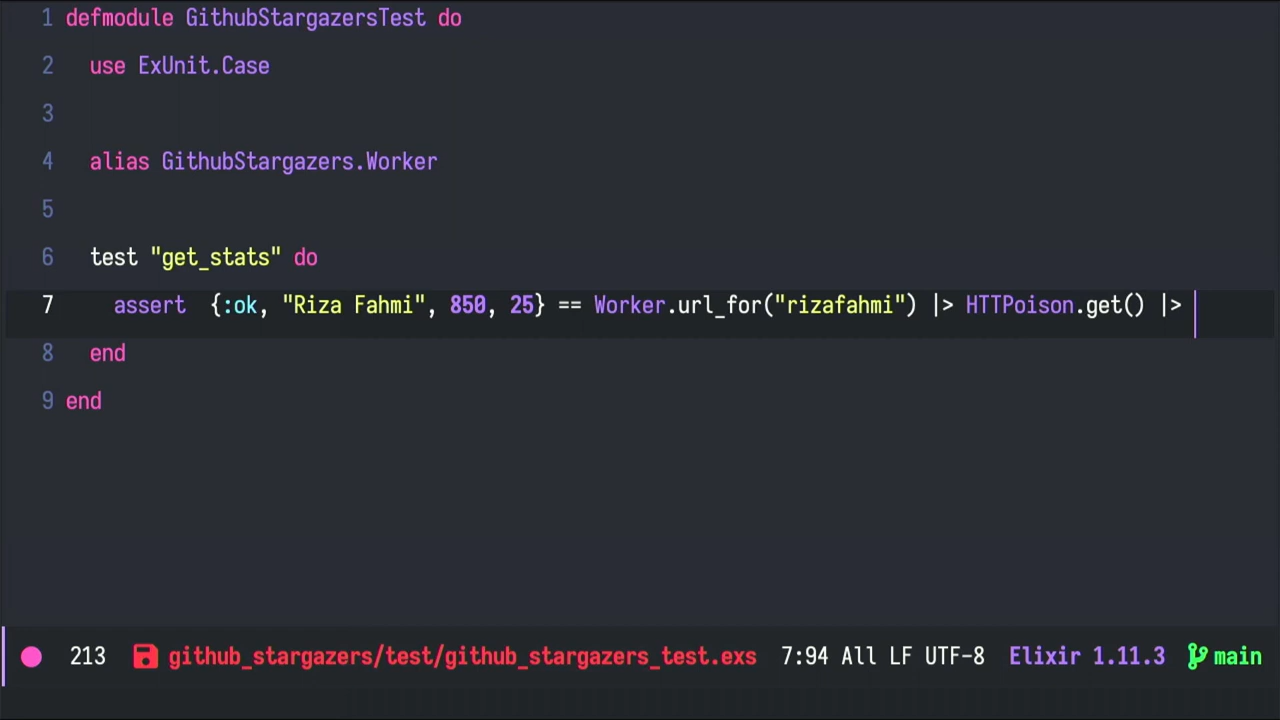 1 defmodule GithubStargazersTest do
2   use ExUnit.Case
3
4   alias GithubStargazers.Worker
5
6   test "get_stats" do
7     assert  {:ok, "Riza Fahmi", 850, 25} == Worker.url_for("rizafahmi") |> HTTPoison.get() |>
8   end
9 end
213 github_stargazers/test/github_stargazers_test.exs 7:94 All LF UTF-8 Elixir 1.11.3 main